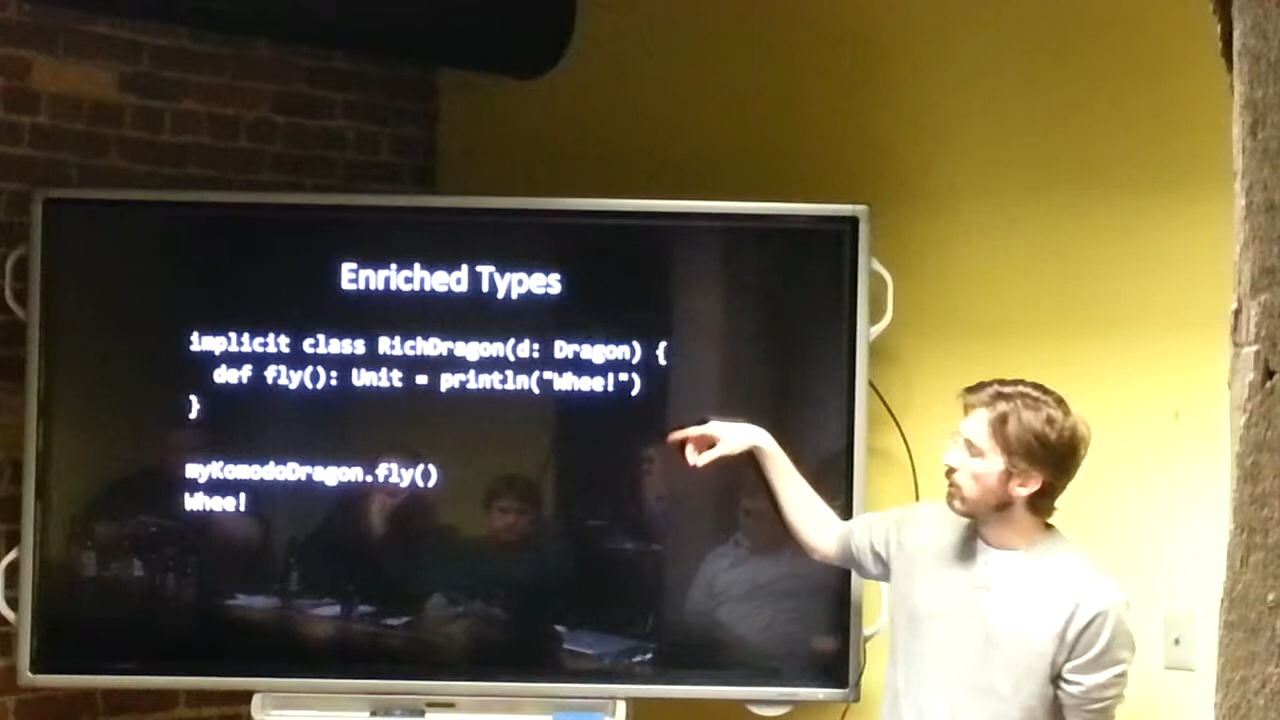 Enriched Types
implicit class RichDragon(d: Dragon) {
def fly(): Unit = println("Whee!")
}
myKomodoDragon.fly()
Whee!